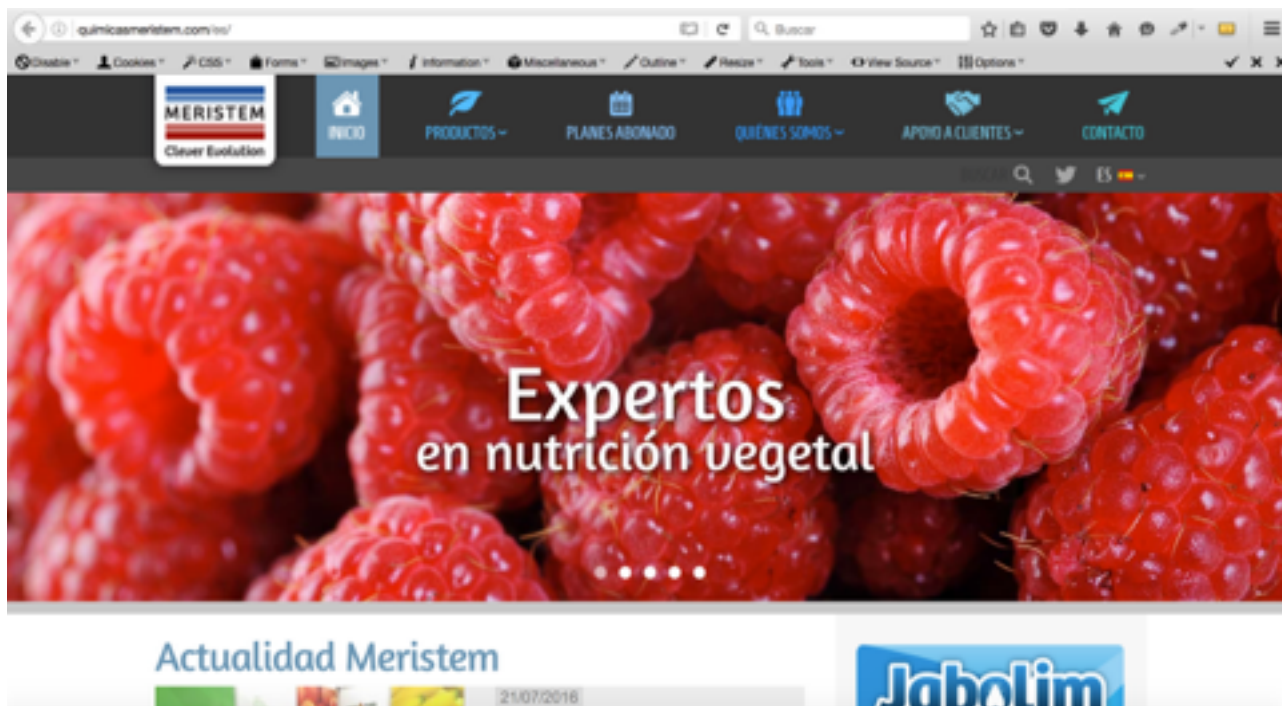 quimicasmeristem.com/es/
Buscar
Disable Cookies CSS Forms Images Information Miscellaneous Outline Resize Tools View Source Options
MERISTEM
Clever Evolution
INICIO PRODUCTOS PLANES ABONADO QUIÉNES SOMOS APOYO A CLIENTES CONTACTO
BUSCAR ES
Expertos
en nutrición vegetal
Actualidad Meristem
21/07/2016
JaboLim